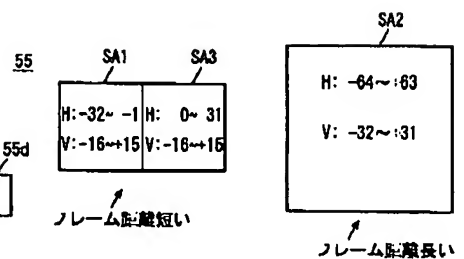 SA2
55
SA1
SA3
H: -64~+63
H:-32~ -1
H: 0~ 31
V: -32~+31
V:-16~+15
V:-16~+15
55d
フレーム距離短い
フレーム距離長い